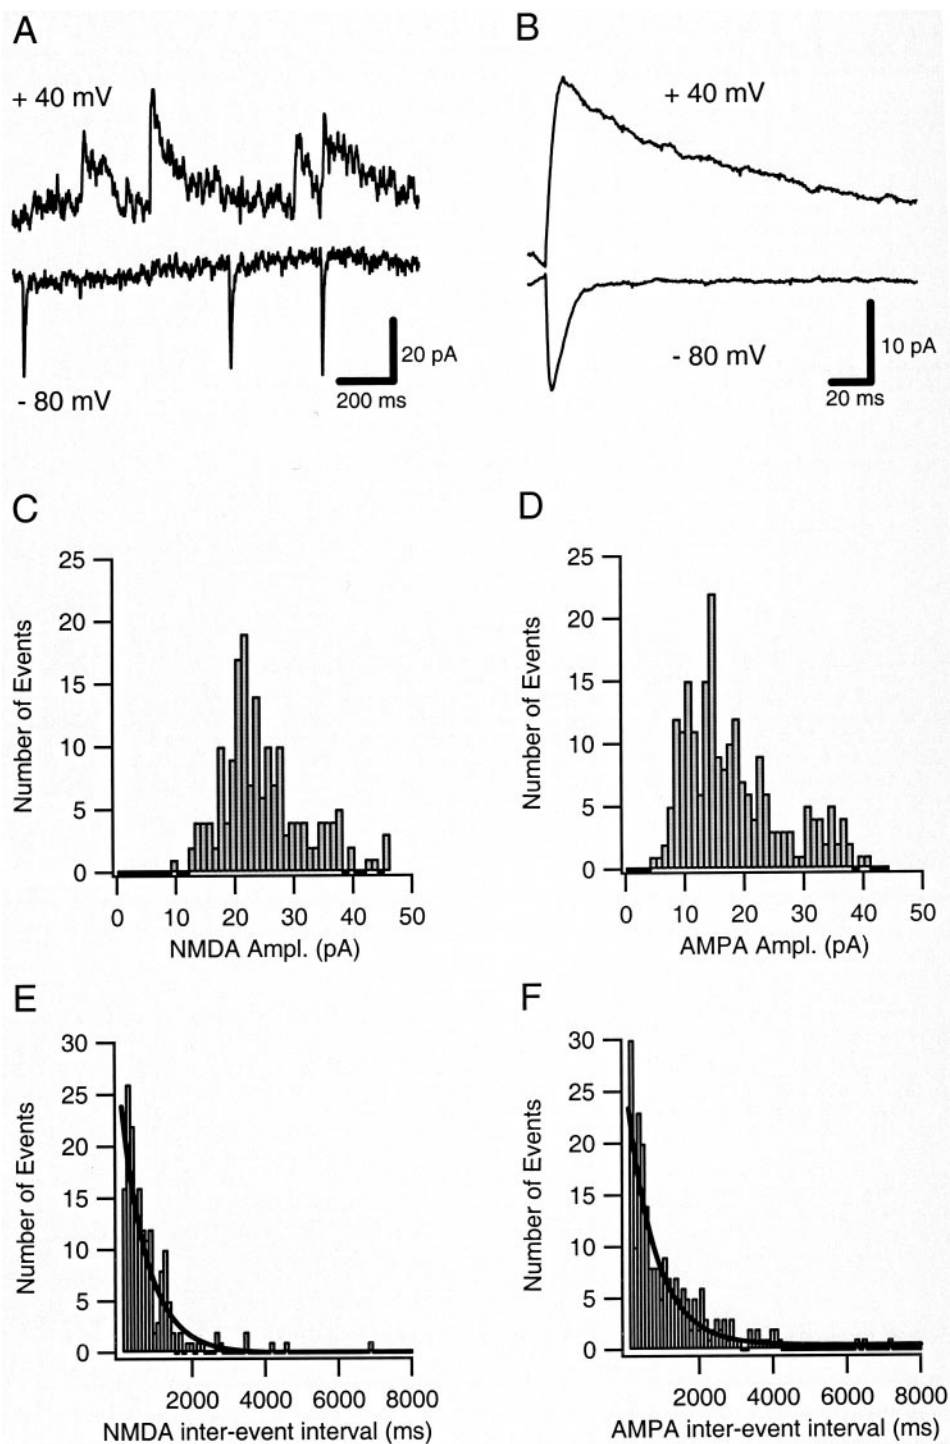 A
B
+ 40 mV
+ 40 mV
20 pA
- 80 mV
200 ms
- 80 mV
10 pA
20 ms
C
D
Number of Events
25
20
15
10
5
0
0 10 20 30 40 50
NMDA Ampl. (pA)
Number of Events
25
20
15
10
5
0
0 10 20 30 40 50
AMPA Ampl. (pA)
E
F
Number of Events
30
25
20
15
10
5
0
2000 4000 6000 8000
NMDA inter-event interval (ms)
Number of Events
30
25
20
15
10
5
0
2000 4000 6000 8000
AMPA inter-event interval (ms)